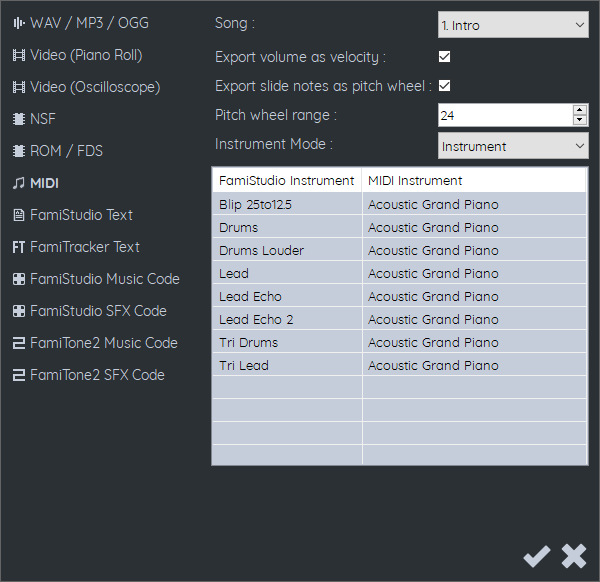 WAV / MP3 / OGG
Video (Piano Roll)
Video (Oscilloscope)
NSF
ROM / FDS
MIDI
FamiStudio Text
FT FamiTracker Text
FamiStudio Music Code
FamiStudio SFX Code
FamiTone2 Music Code
FamiTone2 SFX Code
Song : 1. Intro
Export volume as velocity :
Export slide notes as pitch wheel :
Pitch wheel range : 24
Instrument Mode : Instrument
FamiStudio Instrument MIDI Instrument
Blip 25to12.5 Acoustic Grand Piano
Drums Acoustic Grand Piano
Drums Louder Acoustic Grand Piano
Lead Acoustic Grand Piano
Lead Echo Acoustic Grand Piano
Lead Echo 2 Acoustic Grand Piano
Tri Drums Acoustic Grand Piano
Tri Lead Acoustic Grand Piano